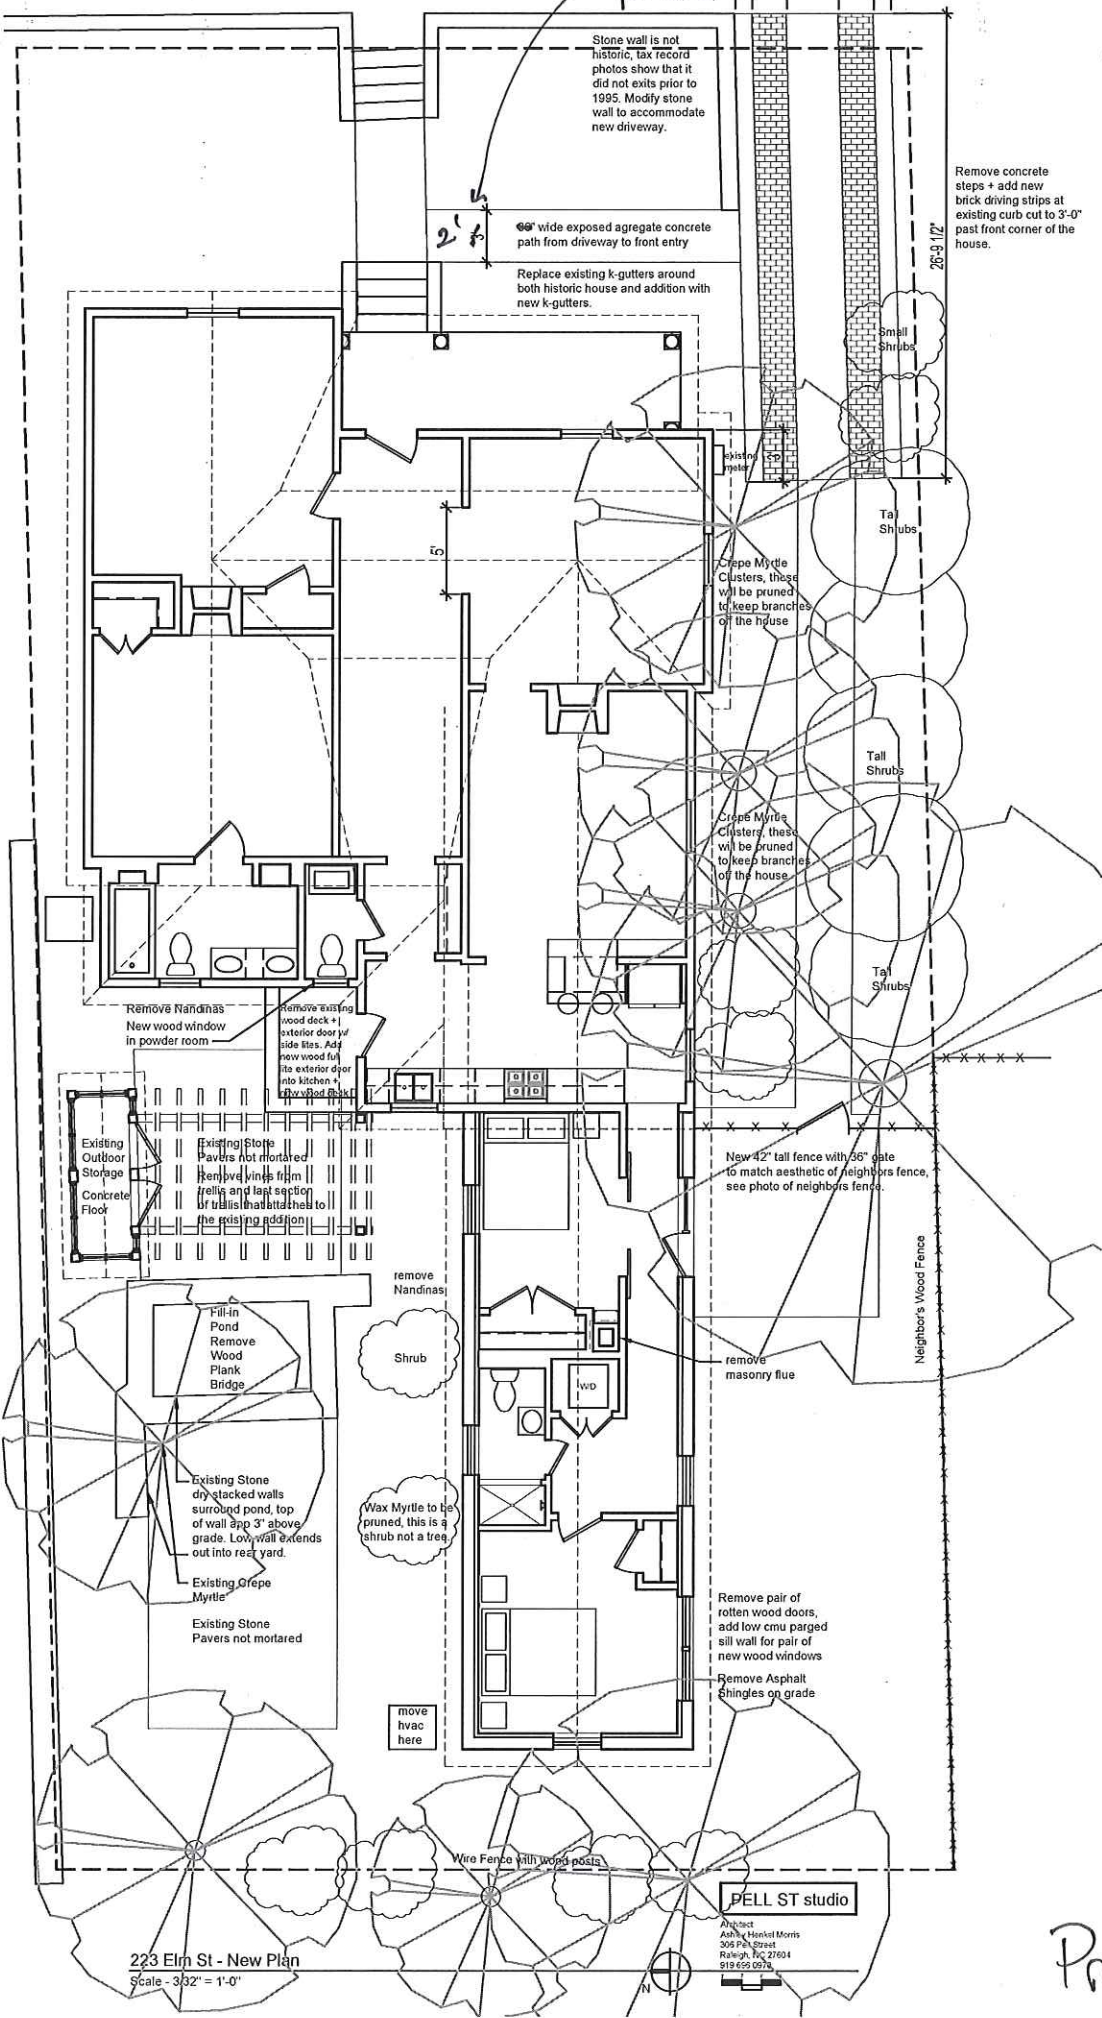 Stone wall is not
historic, tax record
photos show that it
did not exits prior to
1995. Modify stone
wall to accommodate
new driveway.
Remove concrete
steps + add new
brick driving strips at
existing curb cut to 3'-0"
past front corner of the
house.
26'-9 1/2"
2'
wide exposed agregate concrete
path from driveway to front entry
Replace existing k-gutters around
both historic house and addition with
new k-gutters.
Small
Shrubs
existing
meter
5'
Tall
Shrubs
Crepe Myrtle
Clusters, these
will be pruned
to keep branches
off the house
Tall
Shrubs
Crepe Myrtle
Clusters, these
will be pruned
to keep branches
off the house
Tall
Shrubs
Remove Nandinas
New wood window
in powder room
Remove existing
wood deck +
exterior door w/
side lites. Add
new wood full
lite exterior door
into kitchen +
new wood deck
Existing
Outdoor
Storage
Concrete
Floor
Existing Stone
Pavers not mortared
Remove vines from
trellis and last section
of trellis that attaches to
the existing addition
New 42" tall fence with 36" gate
to match aesthetic of neighbors fence,
see photo of neighbors fence.
Neighbor's Wood Fence
remove
Nandinas
Fill-in
Pond
Remove
Wood
Plank
Bridge
Shrub
remove
masonry flue
W/D
Existing Stone
dry stacked walls
surround pond, top
of wall app 3" above
grade. Low wall extends
out into rear yard.
Wax Myrtle to be
pruned, this is a
shrub not a tree.
Existing Crepe
Myrtle
Existing Stone
Pavers not mortared
Remove pair of
rotten wood doors,
add low cmu parged
sill wall for pair of
new wood windows
Remove Asphalt
Shingles on grade
move
hvac
here
Wire Fence with wood posts
PELL ST studio
Architect
Ashley Henkel Morris
306 Pell Street
Raleigh, NC 27604
919 696 0970
223 Elm St - New Plan
Scale - 3/32" = 1'-0"
N